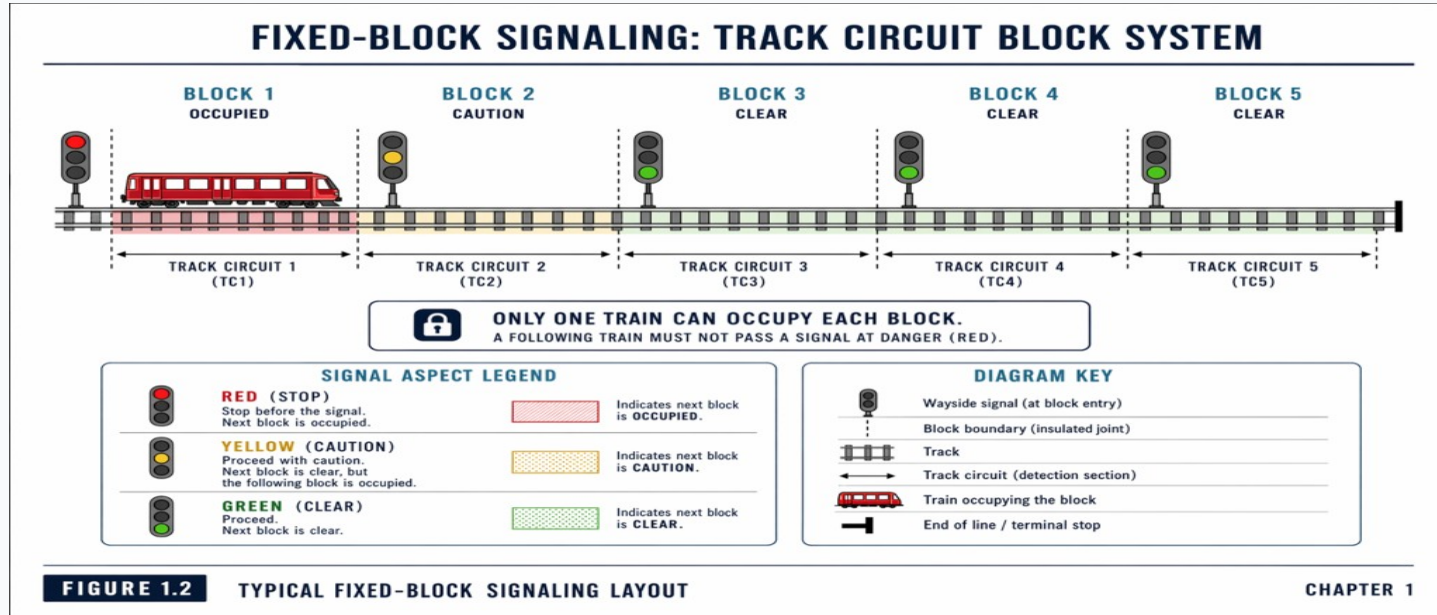 FIXED-BLOCK SIGNALING: TRACK CIRCUIT BLOCK SYSTEM
BLOCK 1
OCCUPIED
BLOCK 2
CAUTION
BLOCK 3
CLEAR
BLOCK 4
CLEAR
BLOCK 5
CLEAR
TRACK CIRCUIT 1
(TC1)
TRACK CIRCUIT 2
(TC2)
TRACK CIRCUIT 3
(TC3)
TRACK CIRCUIT 4
(TC4)
TRACK CIRCUIT 5
(TC5)
ONLY ONE TRAIN CAN OCCUPY EACH BLOCK.
A FOLLOWING TRAIN MUST NOT PASS A SIGNAL AT DANGER (RED).
SIGNAL ASPECT LEGEND
RED (STOP)
Stop before the signal.
Next block is occupied.
Indicates next block
is OCCUPIED.
YELLOW (CAUTION)
Proceed with caution.
Next block is clear, but
the following block is occupied.
Indicates next block
is CAUTION.
GREEN (CLEAR)
Proceed.
Next block is clear.
Indicates next block
is CLEAR.
DIAGRAM KEY
Wayside signal (at block entry)
Block boundary (insulated joint)
Track
Track circuit (detection section)
Train occupying the block
End of line / terminal stop
FIGURE 1.2
TYPICAL FIXED-BLOCK SIGNALING LAYOUT
CHAPTER 1